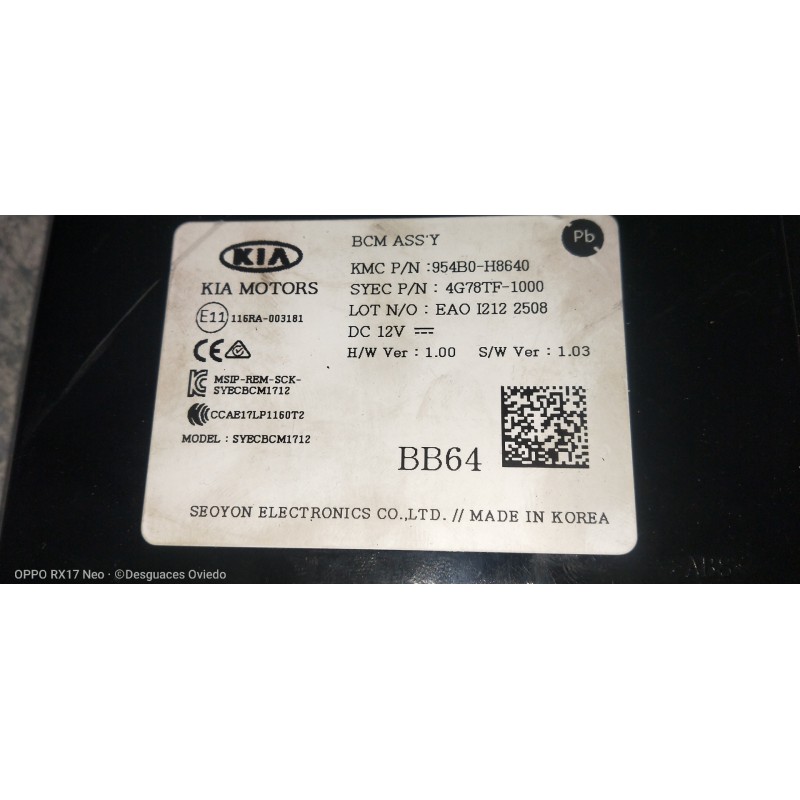 KIA
KIA MOTORS
E11 116RA-003181
CE
MSIP-REM-SCK-
SYECBCM1712
CCAE17LP1160T2
MODEL : SYECBCM1712
BCM ASS'Y
Pb
KMC P/N :954B0-H8640
SYEC P/N : 4G78TF-1000
LOT N/O : EAO I212 2508
DC 12V
H/W Ver : 1.00 S/W Ver : 1.03
BB64
SEOYON ELECTRONICS CO.,LTD. // MADE IN KOREA
OPPO RX17 Neo · ©Desguaces Oviedo